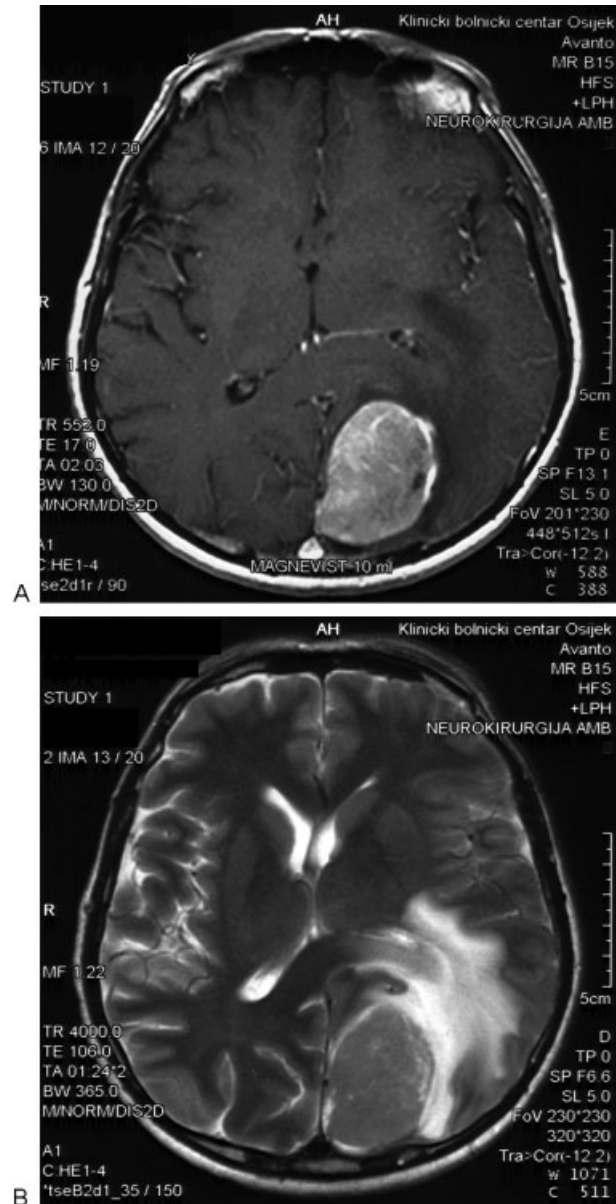 AH
Klinicki bolnicki centar Osijek
Avanto
MR B15
HFS
+LPH
NEUROKIRURGIJA AMB
STUDY 1
6 IMA 12 / 20
R
MF 1.19
5cm
TR 553.0
TE 17.0
TA 02:03
BW 130.0
M/NORM/DIS2D
A1
C:HE1-4
se2d1r / 90
MAGNEVIST 10 ml
E
TP 0
SP F13.1
SL 5.0
FoV 201*230
448*512s I
Tra>Cor(-12.2)
W 588
C 388
A
AH
Klinicki bolnicki centar Osijek
Avanto
MR B15
HFS
+LPH
NEUROKIRURGIJA AMB
STUDY 1
2 IMA 13 / 20
R
MF 1.22
5cm
TR 4000.0
TE 106.0
TA 01:24*2
BW 365.0
M/NORM/DIS2D
A1
C:HE1-4
*tseB2d1_35 / 150
D
TP 0
SP F6.6
SL 5.0
FoV 230*230
320*320
Tra>Cor(-12.2)
W 1071
C 511
B